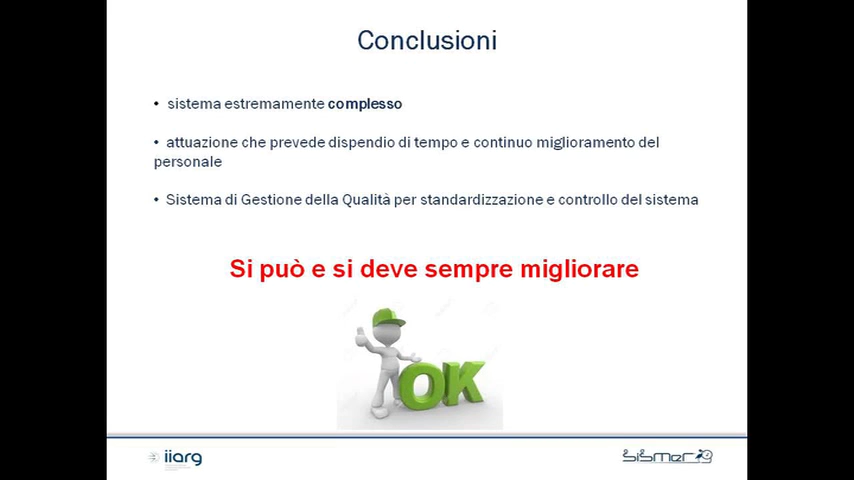 Conclusioni
• sistema estremamente complesso
• attuazione che prevede dispendio di tempo e continuo miglioramento del
personale
• Sistema di Gestione della Qualità per standardizzazione e controllo del sistema
Si può e si deve sempre migliorare
OK
iiarg
sismer